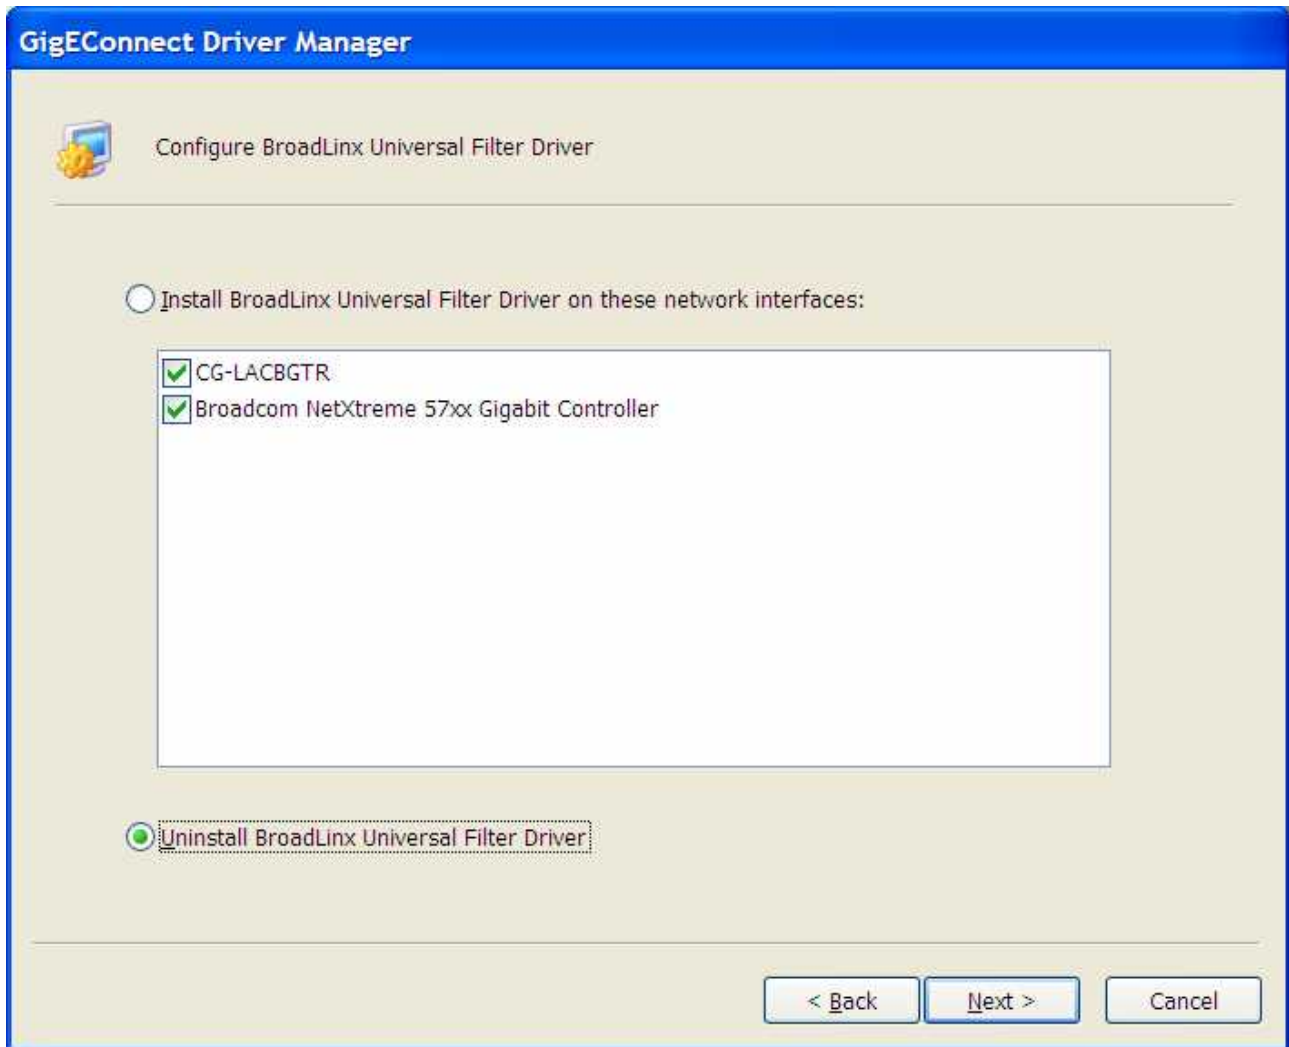 GigEConnect Driver Manager
Configure BroadLinx Universal Filter Driver
Install BroadLinx Universal Filter Driver on these network interfaces:
CG-LACBGTR
Broadcom NetXtreme 57xx Gigabit Controller
Uninstall BroadLinx Universal Filter Driver
< Back Next > Cancel